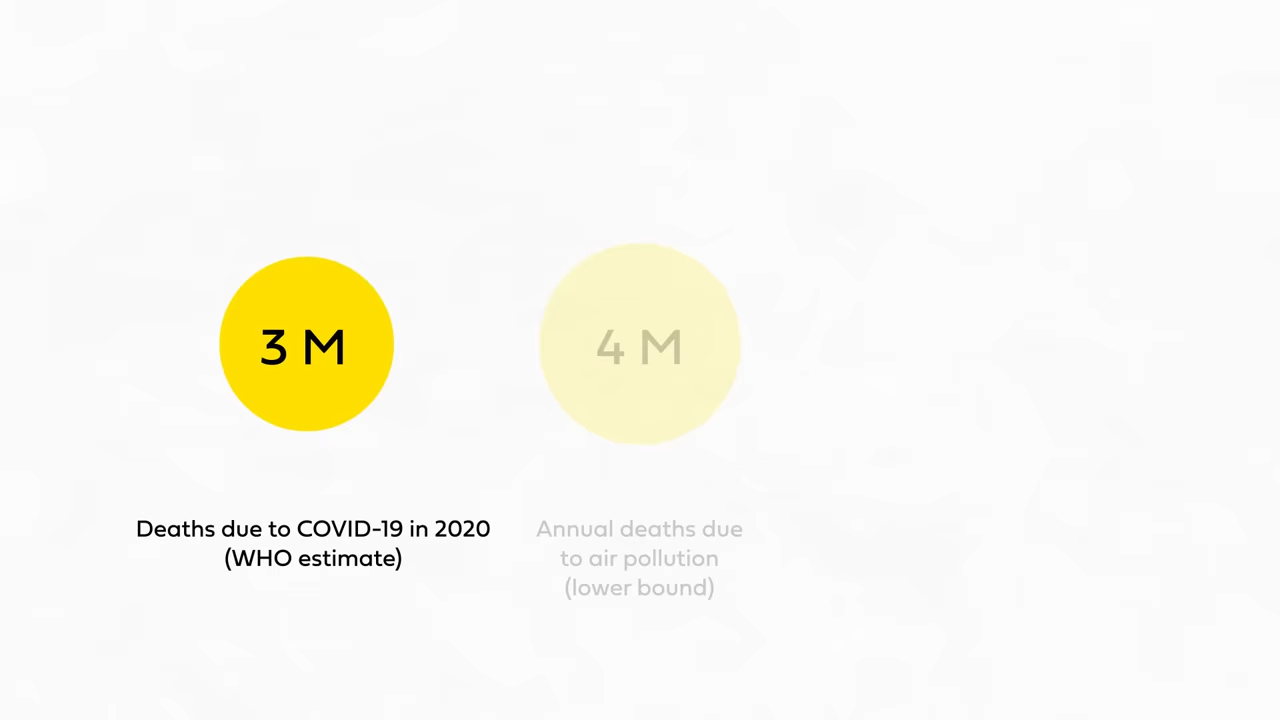 3 M
4 M
Deaths due to COVID-19 in 2020
(WHO estimate)
Annual deaths due
to air pollution
(lower bound)